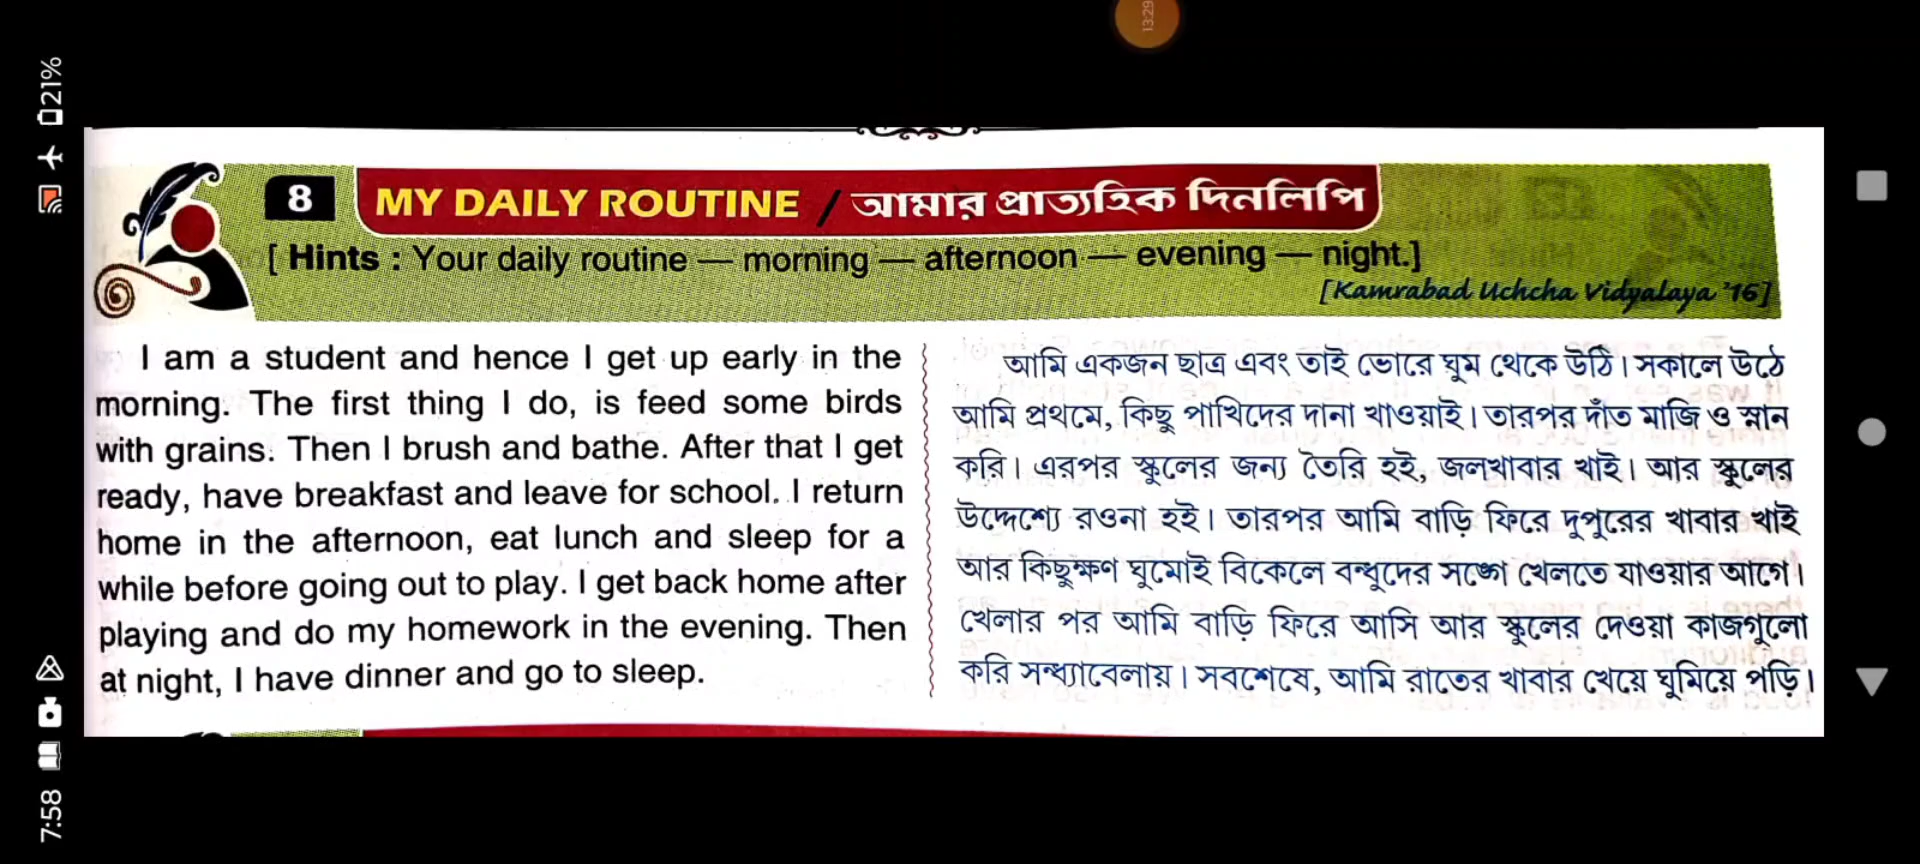 13:29
21%
7:58
8 MY DAILY ROUTINE / আমার প্রাত্যহিক দিনলিপি
[ Hints : Your daily routine — morning — afternoon — evening — night.]
[Kamrabad Uchcha Vidyalaya '16]
I am a student and hence I get up early in the
morning. The first thing I do, is feed some birds
with grains. Then I brush and bathe. After that I get
ready, have breakfast and leave for school. I return
home in the afternoon, eat lunch and sleep for a
while before going out to play. I get back home after
playing and do my homework in the evening. Then
at night, I have dinner and go to sleep.
আমি একজন ছাত্র এবং তাই ভোরে ঘুম থেকে উঠি। সকালে উঠে
আমি প্রথমে, কিছু পাখিদের দানা খাওয়াই। তারপর দাঁত মাজি ও স্নান
করি। এরপর স্কুলের জন্য তৈরি হই, জলখাবার খাই। আর স্কুলের
উদ্দেশ্যে রওনা হই। তারপর আমি বাড়ি ফিরে দুপুরের খাবার খাই
আর কিছুক্ষণ ঘুমোই বিকেলে বন্ধুদের সঙ্গে খেলতে যাওয়ার আগে।
খেলার পর আমি বাড়ি ফিরে আসি আর স্কুলের দেওয়া কাজগুলো
করি সন্ধ্যাবেলায়। সবশেষে, আমি রাতের খাবার খেয়ে ঘুমিয়ে পড়ি।